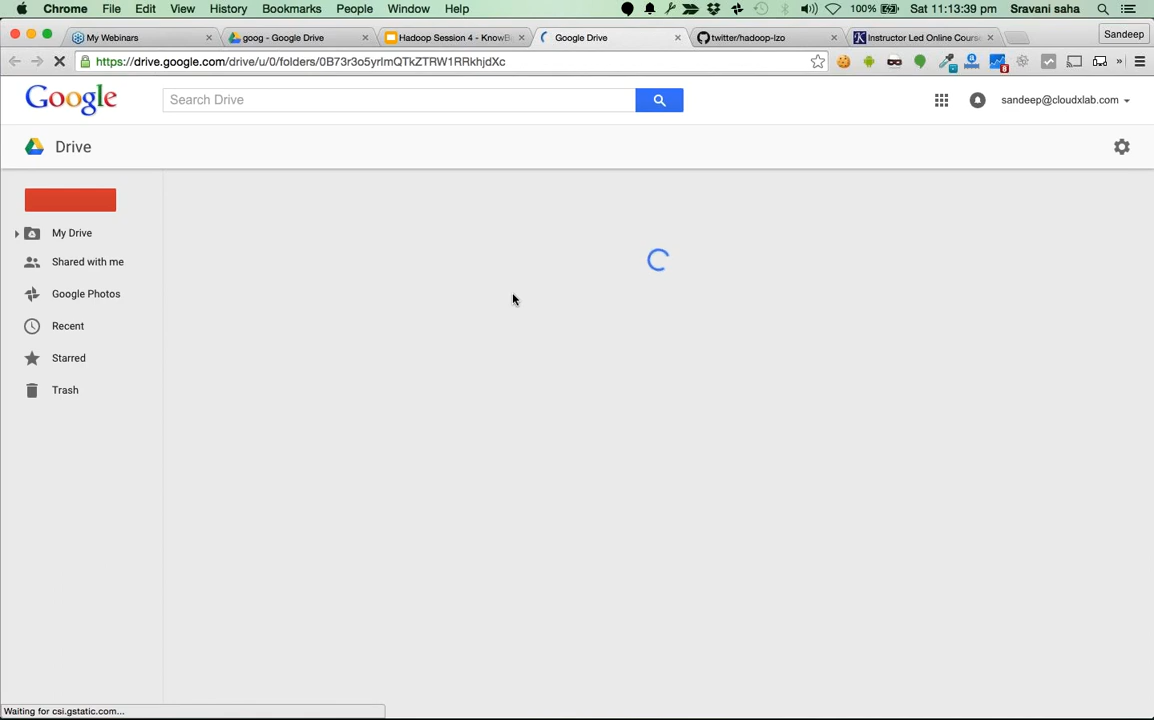 Chrome File Edit View History Bookmarks People Window Help 100% Sat 11:13:39 pm Sravani saha
My Webinars goog - Google Drive Hadoop Session 4 - KnowBi Google Drive twitter/hadoop-lzo Instructor Led Online Course Sandeep
https://drive.google.com/drive/u/0/folders/0B73r3o5yrlmQTkZTRW1RRkhjdXc
Google Search Drive sandeep@cloudxlab.com
Drive
My Drive
Shared with me
Google Photos
Recent
Starred
Trash
Waiting for csi.gstatic.com...